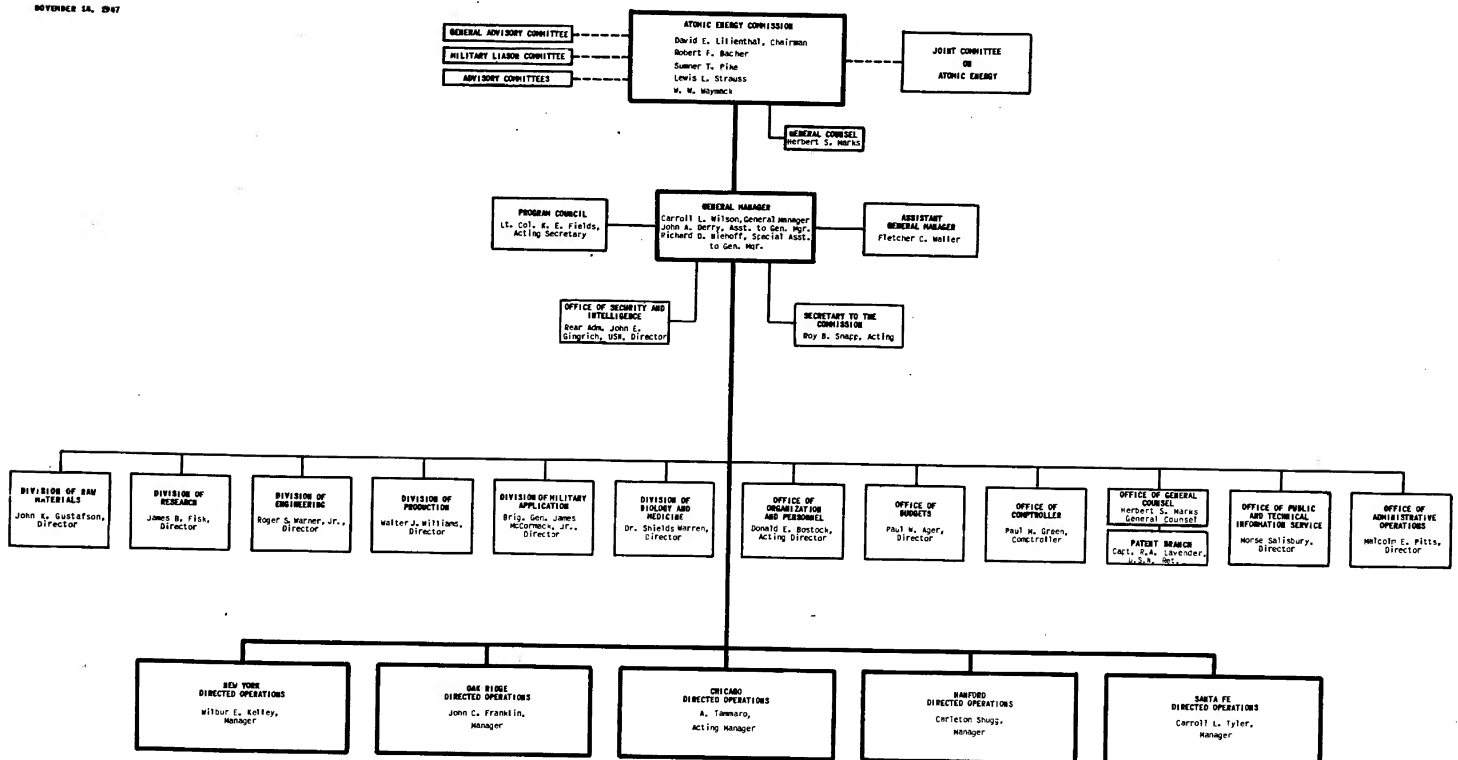 NOVEMBER 14, 1947
ATOMIC ENERGY COMMISSION
David E. Lilienthal, Chairman
Robert F. Bacher
Sumner T. Pike
Lewis L. Strauss
W. W. Waymack
GENERAL ADVISORY COMMITTEE
MILITARY LIASON COMMITTEE
ADVISORY COMMITTEES
JOINT COMMITTEE
ON
ATOMIC ENERGY
GENERAL COUNSEL
Herbert S. Marks
PROGRAM COUNCIL
Lt. Col. K. E. Fields,
Acting Secretary
GENERAL MANAGER
Carroll L. Wilson, General Manager
John A. Derry, Asst. to Gen. Mgr.
Richard O. Niehoff, Special Asst.
to Gen. Mgr.
ASSISTANT
GENERAL MANAGER
Fletcher C. Waller
OFFICE OF SECURITY AND
INTELLIGENCE
Rear Adm. John E.
Gingrich, USN, Director
SECRETARY TO THE
COMMISSION
Roy B. Snapp, Acting
DIVISION OF RAW
MATERIALS
John K. Gustafson,
Director
DIVISION OF
RESEARCH
James B. Fisk,
Director
DIVISION OF
ENGINEERING
Roger S. Warner, Jr.,
Director
DIVISION OF
PRODUCTION
Walter J. Williams,
Director
DIVISION OF MILITARY
APPLICATION
Brig. Gen. James
McCormack, Jr.,
Director
DIVISION OF
BIOLOGY AND
MEDICINE
Dr. Shields Warren,
Director
OFFICE OF
ORGANIZATION
AND PERSONNEL
Donald E. Bostock,
Acting Director
OFFICE OF
BUDGETS
Paul W. Ager,
Director
OFFICE OF
COMPTROLLER
Paul M. Green,
Comptroller
OFFICE OF GENERAL
COUNSEL
Herbert S. Marks
General Counsel
PATENT BRANCH
Capt. R.A. Lavender,
U.S.N. Ret.
OFFICE OF PUBLIC
AND TECHNICAL
INFORMATION SERVICE
Morse Salisbury,
Director
OFFICE OF
ADMINISTRATIVE
OPERATIONS
Malcolm E. Pitts,
Director
NEW YORK
DIRECTED OPERATIONS
Wilbur E. Kelley,
Manager
OAK RIDGE
DIRECTED OPERATIONS
John C. Franklin,
Manager
CHICAGO
DIRECTED OPERATIONS
A. Tammaro,
Acting Manager
HANFORD
DIRECTED OPERATIONS
Carleton Shugg,
Manager
SANTA FE
DIRECTED OPERATIONS
Carroll L. Tyler,
Manager